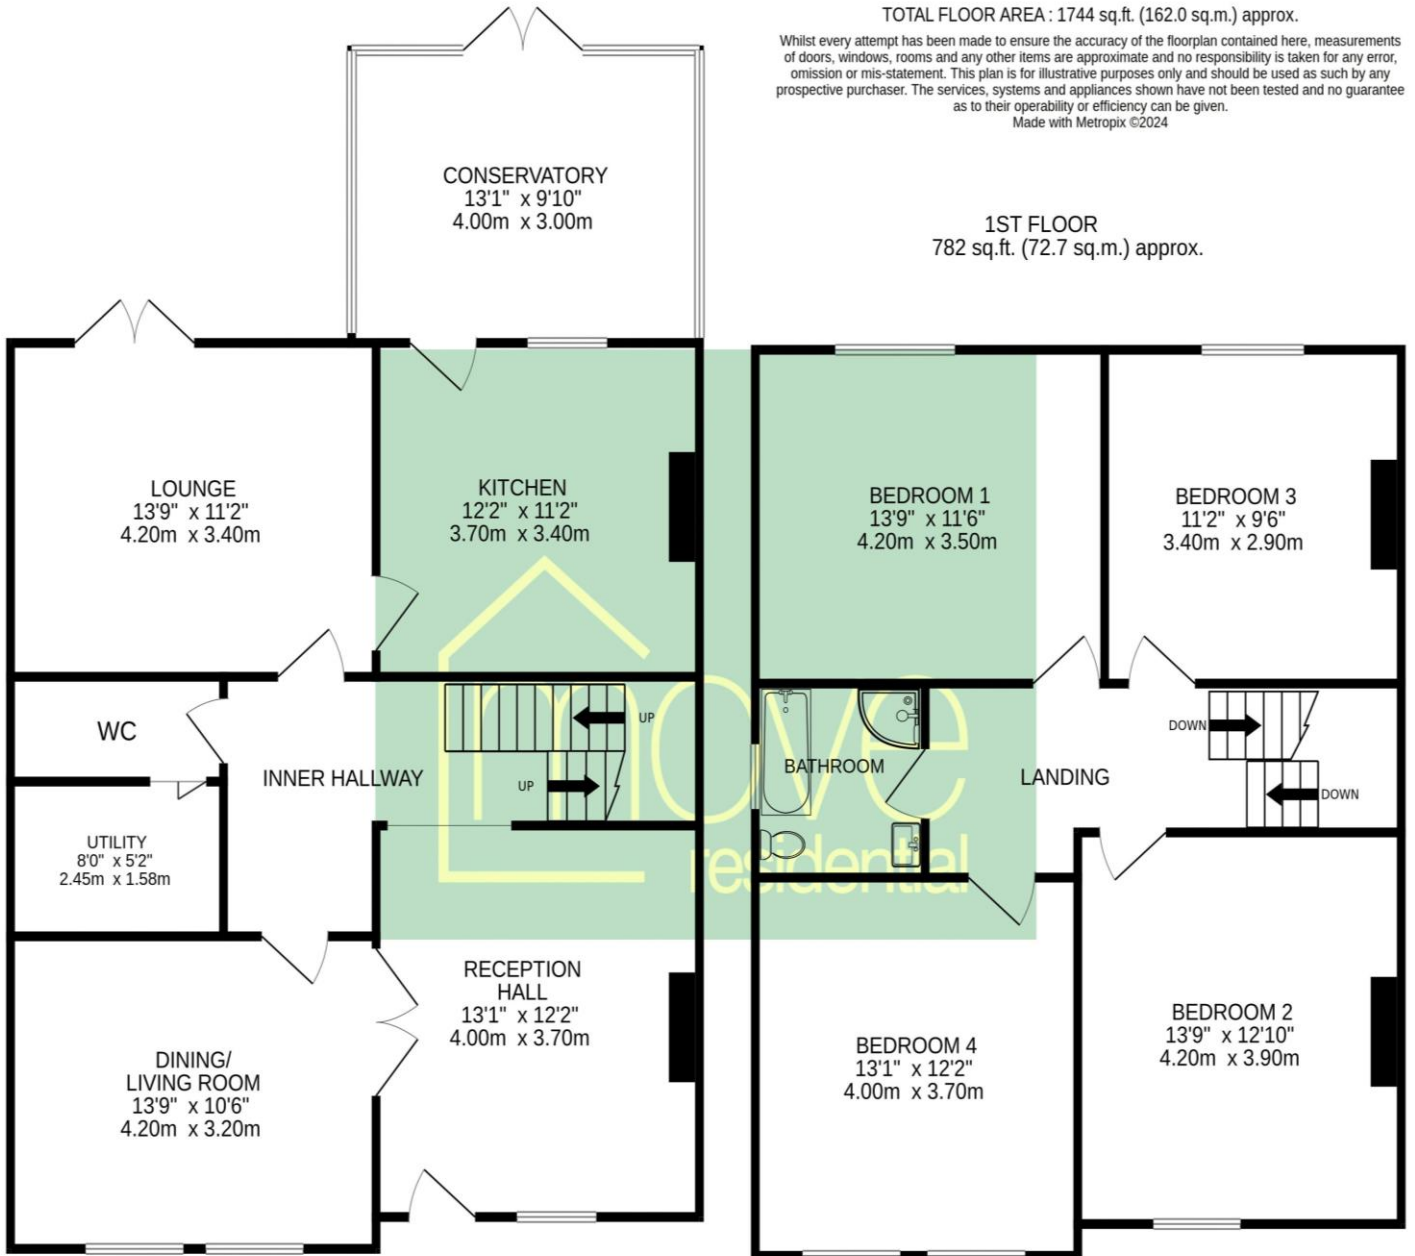 TOTAL FLOOR AREA : 1744 sq.ft. (162.0 sq.m.) approx.
Whilst every attempt has been made to ensure the accuracy of the floorplan contained here, measurements
of doors, windows, rooms and any other items are approximate and no responsibility is taken for any error,
omission or mis-statement. This plan is for illustrative purposes only and should be used as such by any
prospective purchaser. The services, systems and appliances shown have not been tested and no guarantee
as to their operability or efficiency can be given.
Made with Metropix ©2024
CONSERVATORY
13'1" x 9'10"
4.00m x 3.00m
1ST FLOOR
782 sq.ft. (72.7 sq.m.) approx.
LOUNGE
13'9" x 11'2"
4.20m x 3.40m
KITCHEN
12'2" x 11'2"
3.70m x 3.40m
BEDROOM 1
13'9" x 11'6"
4.20m x 3.50m
BEDROOM 3
11'2" x 9'6"
3.40m x 2.90m
WC
INNER HALLWAY
UP
UP
UTILITY
8'0" x 5'2"
2.45m x 1.58m
move
residential
BATHROOM
LANDING
DOWN
DOWN
DINING/
LIVING ROOM
13'9" x 10'6"
4.20m x 3.20m
RECEPTION
HALL
13'1" x 12'2"
4.00m x 3.70m
BEDROOM 4
13'1" x 12'2"
4.00m x 3.70m
BEDROOM 2
13'9" x 12'10"
4.20m x 3.90m